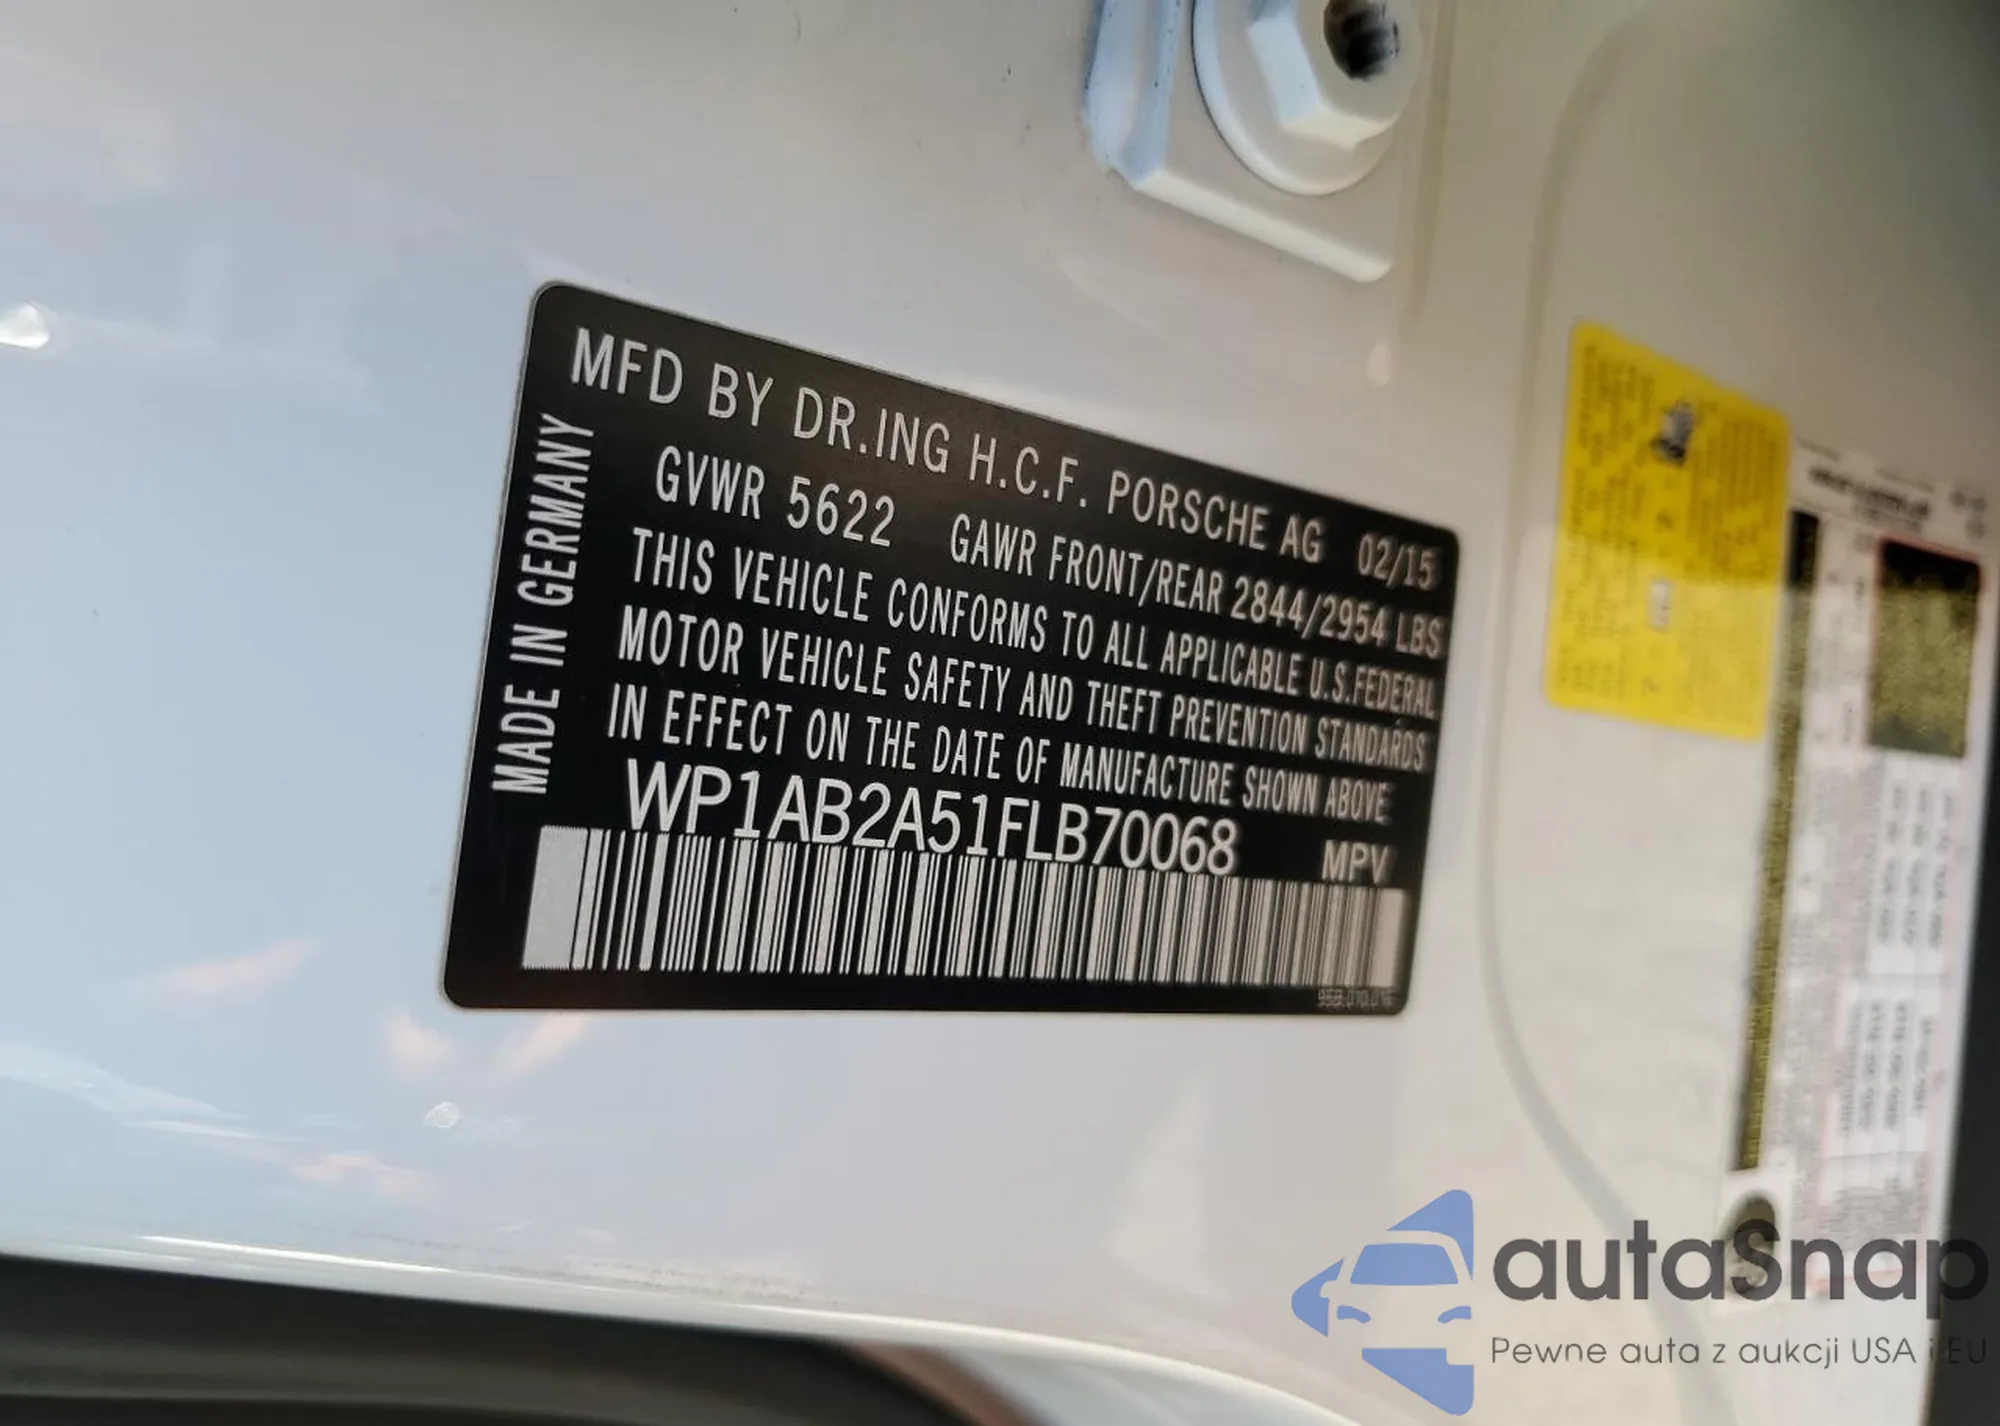 MFD BY DR.ING H.C.F. PORSCHE AG 02/15
GVWR 5622 GAWR FRONT/REAR 2844/2954 LBS
THIS VEHICLE CONFORMS TO ALL APPLICABLE U.S.FEDERAL
MOTOR VEHICLE SAFETY AND THEFT PREVENTION STANDARDS
IN EFFECT ON THE DATE OF MANUFACTURE SHOWN ABOVE
WP1AB2A51FLB70068 MPV
MADE IN GERMANY
autaSnap
Pewne auta z aukcji USA i EU